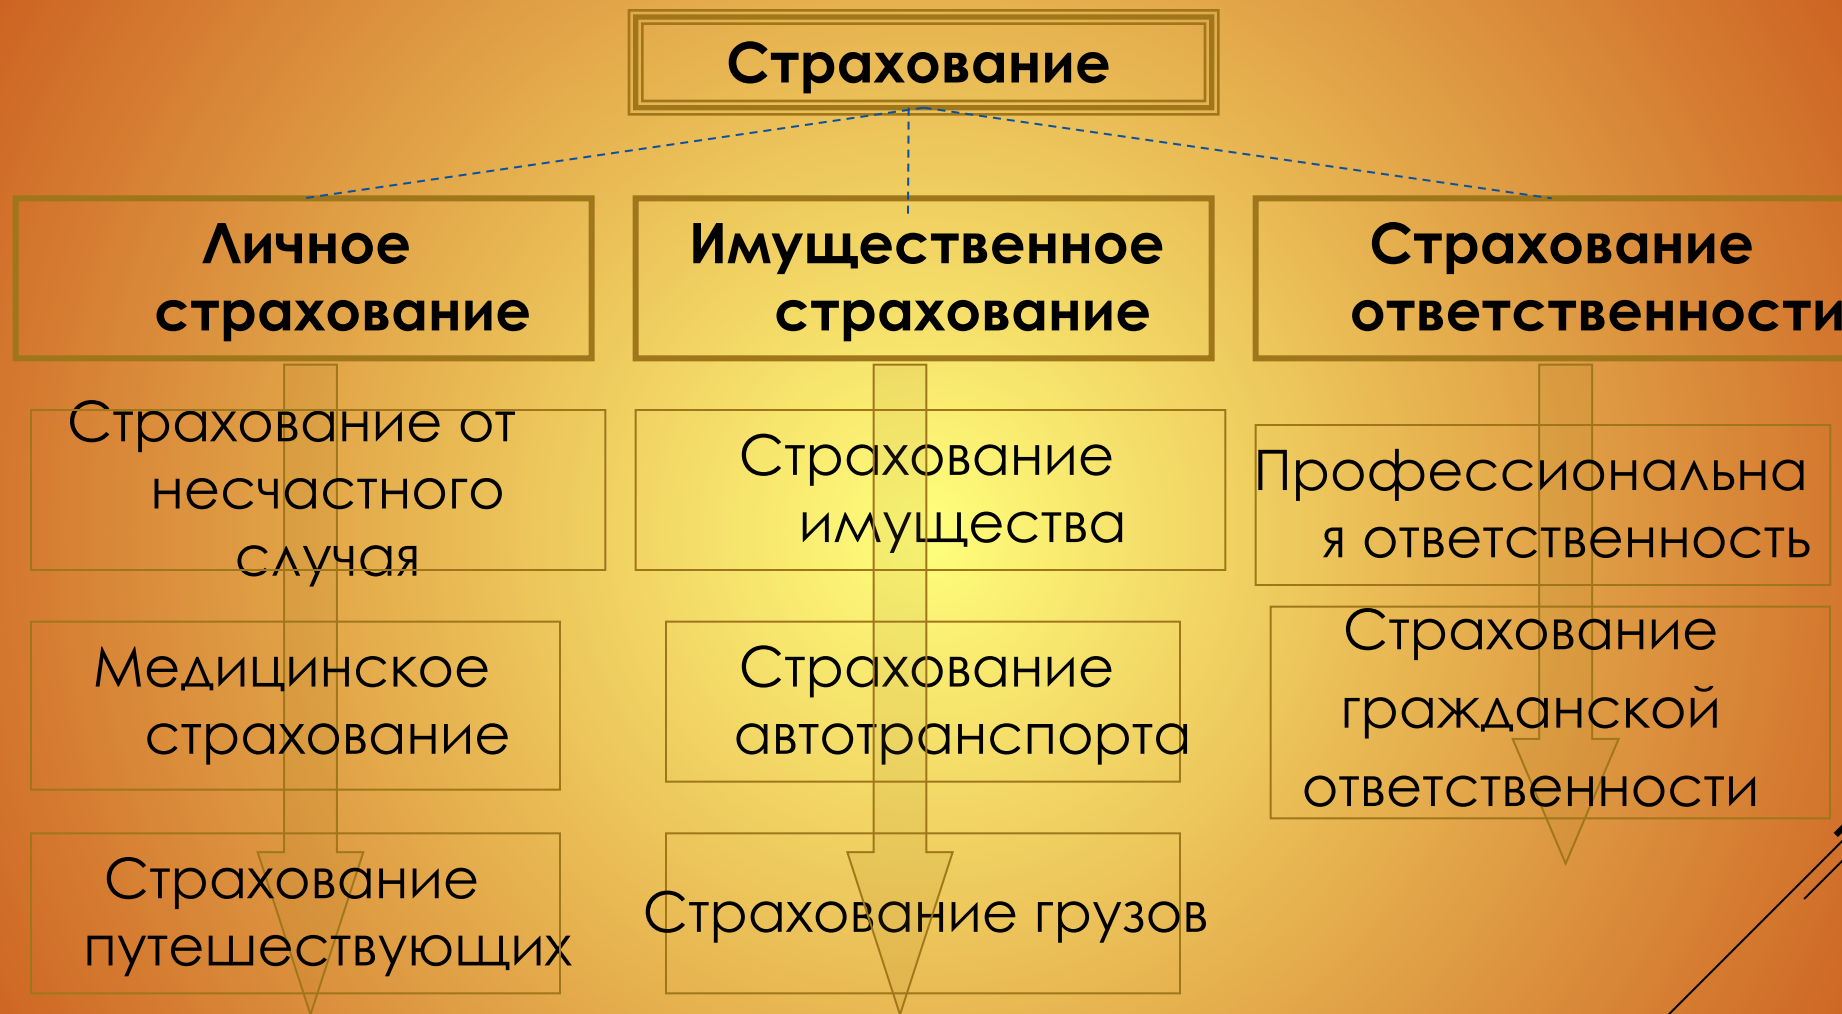 Страхование
Личное
страхование
Страхование от
несчастного
случая
Медицинское
страхование
Страхование
путешествующих
Имущественное
страхование
Страхование
имущества
Страхование
автотранспорта
Страхование грузов
Страхование
ответственности
Профессиональна
я ответственность
Страхование
гражданской
ответственности